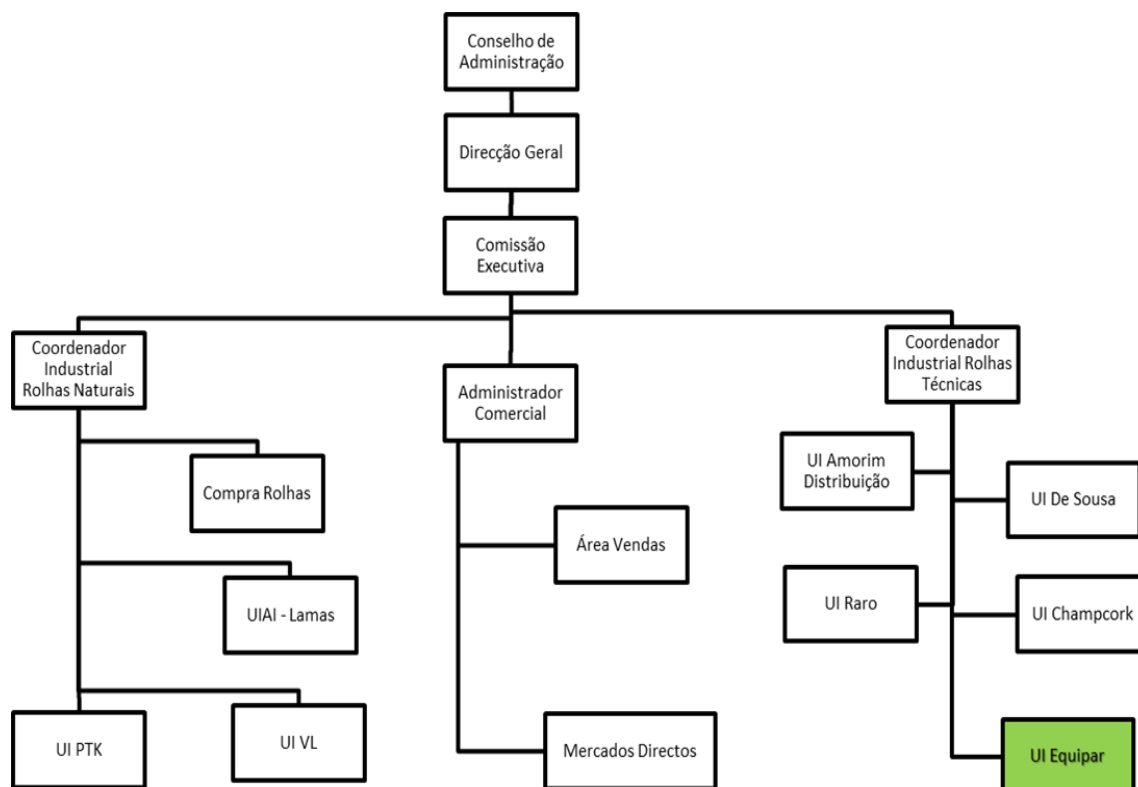 Conselho de
Administração
Direcção Geral
Comissão
Executiva
Coordenador
Industrial
Rolhas Naturais
Administrador
Comercial
Coordenador
Industrial Rolhas
Técnicas
Compra Rolhas
UIAI - Lamas
UI PTK
UI VL
Área Vendas
Mercados Directos
UI Amorim
Distribuição
UI De Sousa
UI Raro
UI Champcork
UI Equipar